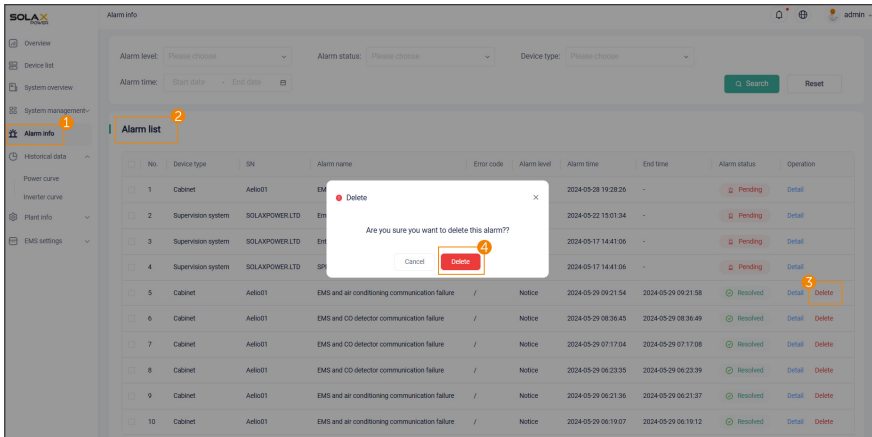 SOLAX
POWER
Alarm info
admin
Overview
Device list
System overview
System management
1
Alarm info
Historical data
Power curve
Inverter curve
Plant info
EMS settings
Alarm level: Please choose
Alarm status: Please choose
Device type: Please choose
Alarm time: Start date - End date
Search
Reset
2
Alarm list
No. Device type SN Alarm name Error code Alarm level Alarm time End time Alarm status Operation
1 Cabinet Aelio01 EM 2024-05-28 19:28:26 - Pending Detail
2 Supervision system SOLAXPOWER.LTD Em 2024-05-22 15:01:34 - Pending Detail
3 Supervision system SOLAXPOWER.LTD Ent 2024-05-17 14:41:06 - Pending Detail
4 Supervision system SOLAXPOWER.LTD SPD 2024-05-17 14:41:06 - Pending Detail
Delete
Are you sure you want to delete this alarm??
4
Cancel
Delete
3
5 Cabinet Aelio01 EMS and air conditioning communication failure / Notice 2024-05-29 09:21:54 2024-05-29 09:21:58 Resolved Detail Delete
6 Cabinet Aelio01 EMS and CO detector communication failure / Notice 2024-05-29 08:36:45 2024-05-29 08:36:49 Resolved Detail Delete
7 Cabinet Aelio01 EMS and CO detector communication failure / Notice 2024-05-29 07:17:04 2024-05-29 07:17:08 Resolved Detail Delete
8 Cabinet Aelio01 EMS and CO detector communication failure / Notice 2024-05-29 06:23:35 2024-05-29 06:23:39 Resolved Detail Delete
9 Cabinet Aelio01 EMS and air conditioning communication failure / Notice 2024-05-29 06:21:36 2024-05-29 06:21:37 Resolved Detail Delete
10 Cabinet Aelio01 EMS and air conditioning communication failure / Notice 2024-05-29 06:19:07 2024-05-29 06:19:12 Resolved Detail Delete